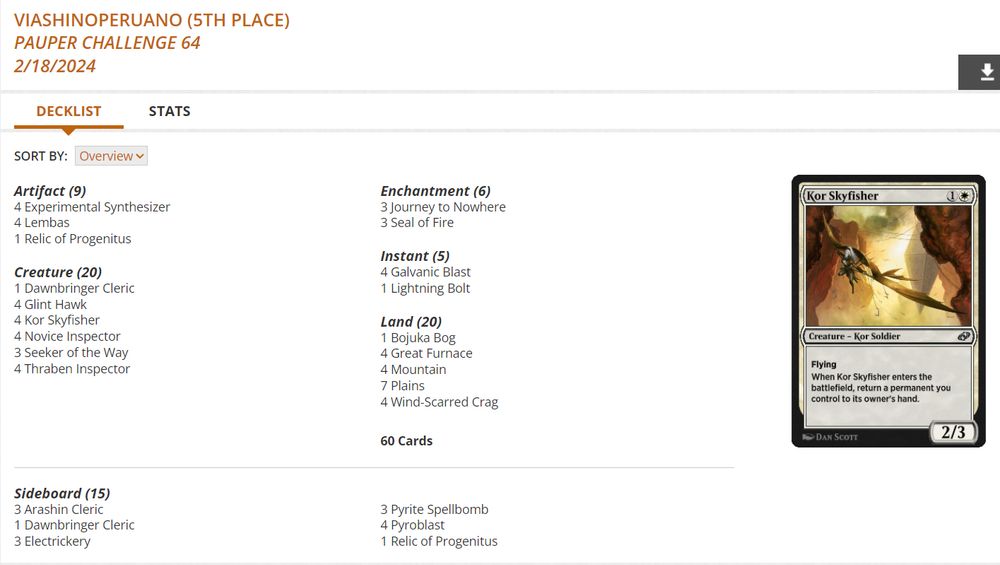 VIASHINOPERUANO (5TH PLACE)
PAUPER CHALLENGE 64
2/18/2024
DECKLIST STATS
SORT BY: Overview
Artifact (9)
4 Experimental Synthesizer
4 Lembas
1 Relic of Progenitus
Creature (20)
1 Dawnbringer Cleric
4 Glint Hawk
4 Kor Skyfisher
4 Novice Inspector
3 Seeker of the Way
4 Thraben Inspector
Enchantment (6)
3 Journey to Nowhere
3 Seal of Fire
Instant (5)
4 Galvanic Blast
1 Lightning Bolt
Land (20)
1 Bojuka Bog
4 Great Furnace
4 Mountain
7 Plains
4 Wind-Scarred Crag
60 Cards
Kor Skyfisher 1
Creature – Kor Soldier
Flying
When Kor Skyfisher enters the
battlefield, return a permanent you
control to its owner's hand.
2/3
DAN SCOTT
Sideboard (15)
3 Arashin Cleric
1 Dawnbringer Cleric
3 Electrickery
3 Pyrite Spellbomb
4 Pyroblast
1 Relic of Progenitus